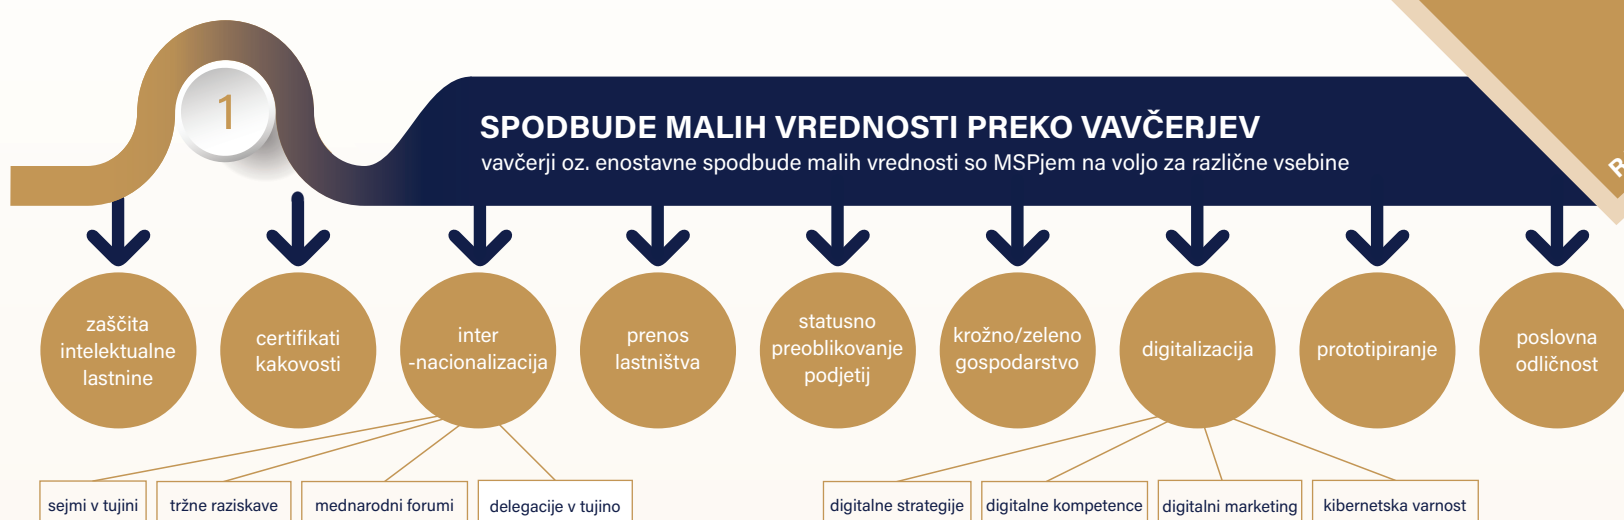 1
SPODBUDE MALIH VREDNOSTI PREKO VAVČERJEV
vavčerji oz. enostavne spodbude malih vrednosti so MSPjem na voljo za različne vsebine
zaščita
intelektualne
lastnine
certifikati
kakovosti
inter
-nacionalizacija
prenos
lastništva
statusno
preoblikovanje
podjetij
krožno/zeleno
gospodarstvo
digitalizacija
prototipiranje
poslovna
odličnost
sejmi v tujini
tržne raziskave
mednarodni forumi
delegacije v tujino
digitalne strategije
digitalne kompetence
digitalni marketing
kibernetska varnost